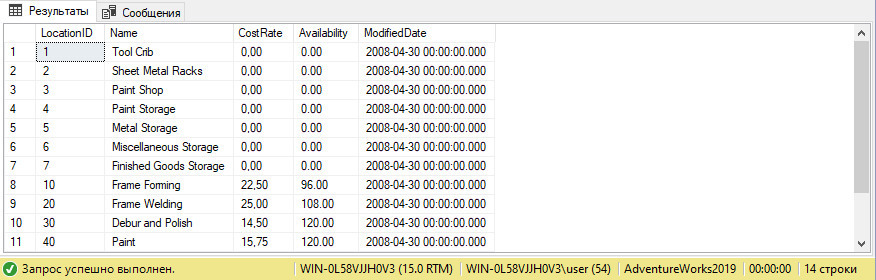 Результаты Сообщения
LocationID Name CostRate Availability ModifiedDate
1 1 Tool Crib 0,00 0.00 2008-04-30 00:00:00.000
2 2 Sheet Metal Racks 0,00 0.00 2008-04-30 00:00:00.000
3 3 Paint Shop 0,00 0.00 2008-04-30 00:00:00.000
4 4 Paint Storage 0,00 0.00 2008-04-30 00:00:00.000
5 5 Metal Storage 0,00 0.00 2008-04-30 00:00:00.000
6 6 Miscellaneous Storage 0,00 0.00 2008-04-30 00:00:00.000
7 7 Finished Goods Storage 0,00 0.00 2008-04-30 00:00:00.000
8 10 Frame Forming 22,50 96.00 2008-04-30 00:00:00.000
9 20 Frame Welding 25,00 108.00 2008-04-30 00:00:00.000
10 30 Debur and Polish 14,50 120.00 2008-04-30 00:00:00.000
11 40 Paint 15,75 120.00 2008-04-30 00:00:00.000
Запрос успешно выполнен. WIN-0L58VJJH0V3 (15.0 RTM) WIN-0L58VJJH0V3\user (54) AdventureWorks2019 00:00:00 14 строки